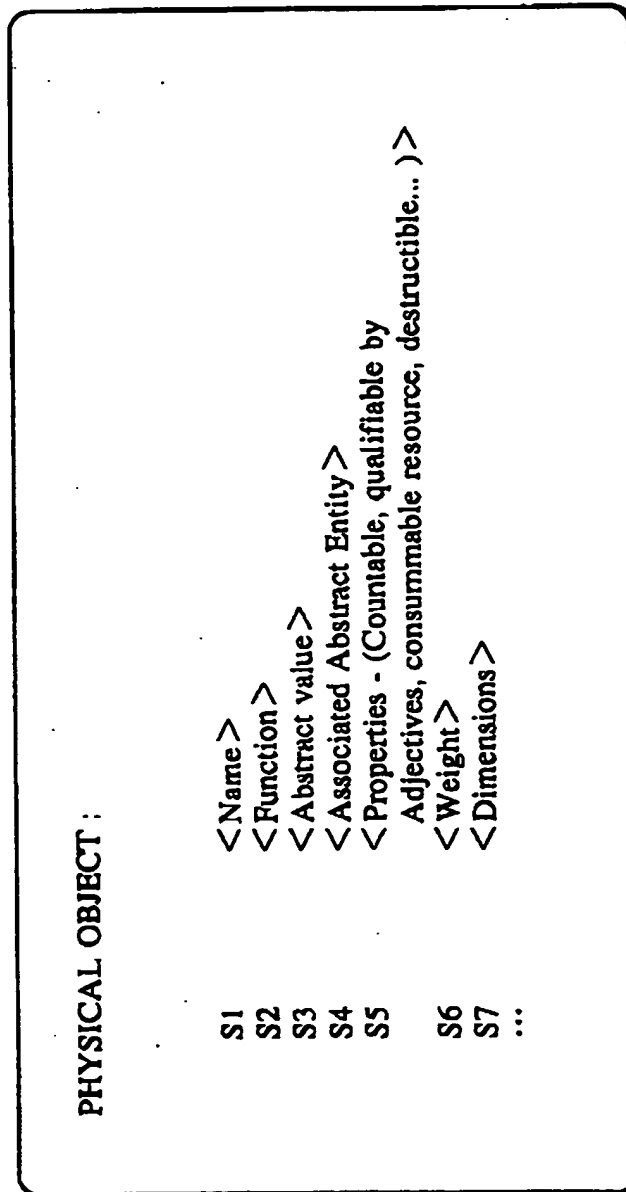 PHYSICAL OBJECT :
S1 <Name>
S2 <Function>
S3 <Abstract value>
S4 <Associated Abstract Entity>
S5 <Properties - (Countable, qualifiable by
Adjectives, consummable resource, destructible... )>
S6 <Weight>
S7 <Dimensions>
...